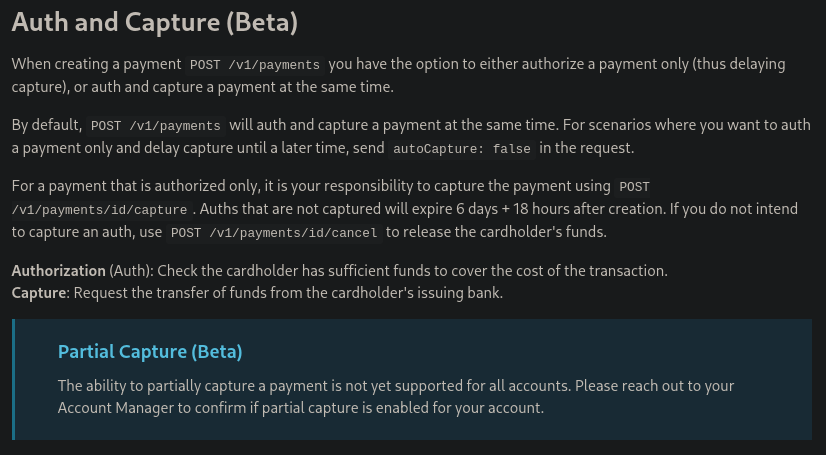 Auth and Capture (Beta)
When creating a payment POST /v1/payments you have the option to either authorize a payment only (thus delaying
capture), or auth and capture a payment at the same time.
By default, POST /v1/payments will auth and capture a payment at the same time. For scenarios where you want to auth
a payment only and delay capture until a later time, send autoCapture: false in the request.
For a payment that is authorized only, it is your responsibility to capture the payment using POST
/v1/payments/id/capture. Auths that are not captured will expire 6 days + 18 hours after creation. If you do not intend
to capture an auth, use POST /v1/payments/id/cancel to release the cardholder's funds.
Authorization (Auth): Check the cardholder has sufficient funds to cover the cost of the transaction.
Capture: Request the transfer of funds from the cardholder's issuing bank.
Partial Capture (Beta)
The ability to partially capture a payment is not yet supported for all accounts. Please reach out to your
Account Manager to confirm if partial capture is enabled for your account.